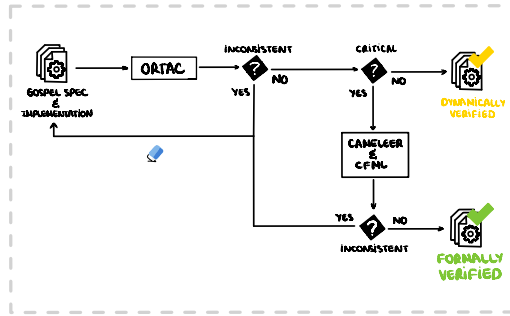 INCONSISTENT
CRITICAL
ORTAC
?
?
NO
NO
YES
YES
GOSPEL SPEC
&
IMPLEMENTATION
DYNAMICALLY
VERIFIED
CAMELEER
&
CFML
YES
?
NO
INCONSISTENT
FORMALLY
VERIFIED